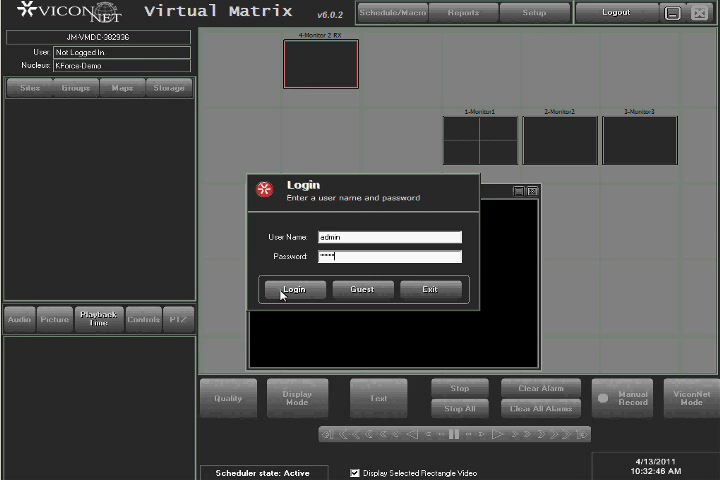 VICONNET
Virtual Matrix v6.0.2
Schedule/Macro
Reports
Setup
Logout
JM-VMDC-382936
User: Not Logged In
Nucleus: KForce-Demo
Sites
Groups
Maps
Storage
4-Monitor 2 RX
1-Monitor1
2-Monitor2
3-Monitor3
Login
Enter a user name and password
User Name: admin
Password: *****
Login
Guest
Exit
Audio
Picture
Playback
Time
Controls
PTZ
Quality
Display
Mode
Text
Stop
Stop All
Clear Alarm
Clear All Alarms
Manual
Record
ViconNet
Mode
Scheduler state: Active
Display Selected Rectangle Video
4/13/2011
10:32:46 AM